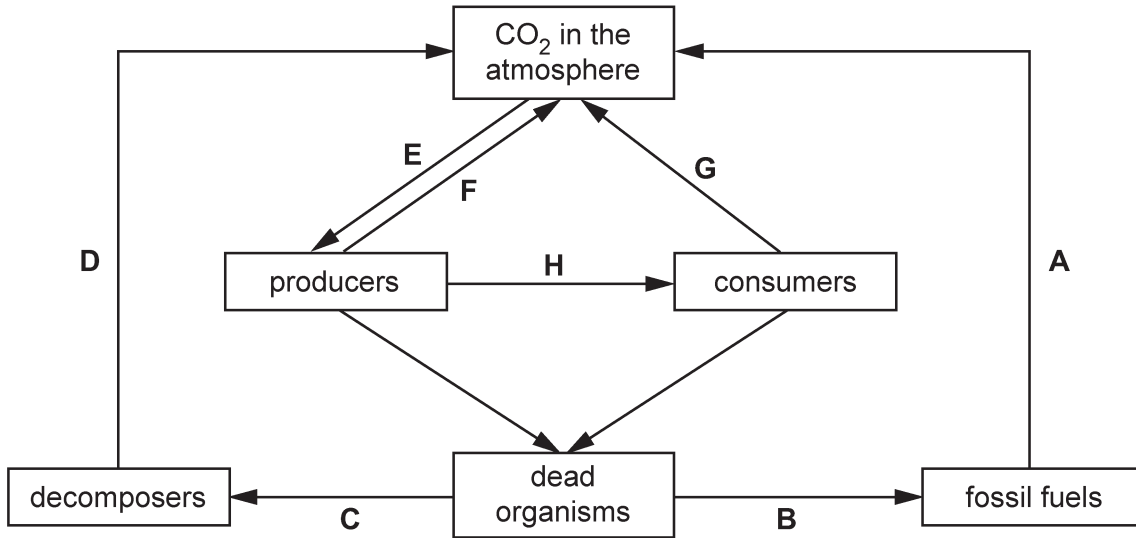 CO₂ in the
atmosphere
E
F
G
D
A
producers
H
consumers
decomposers
C
dead
organisms
B
fossil fuels